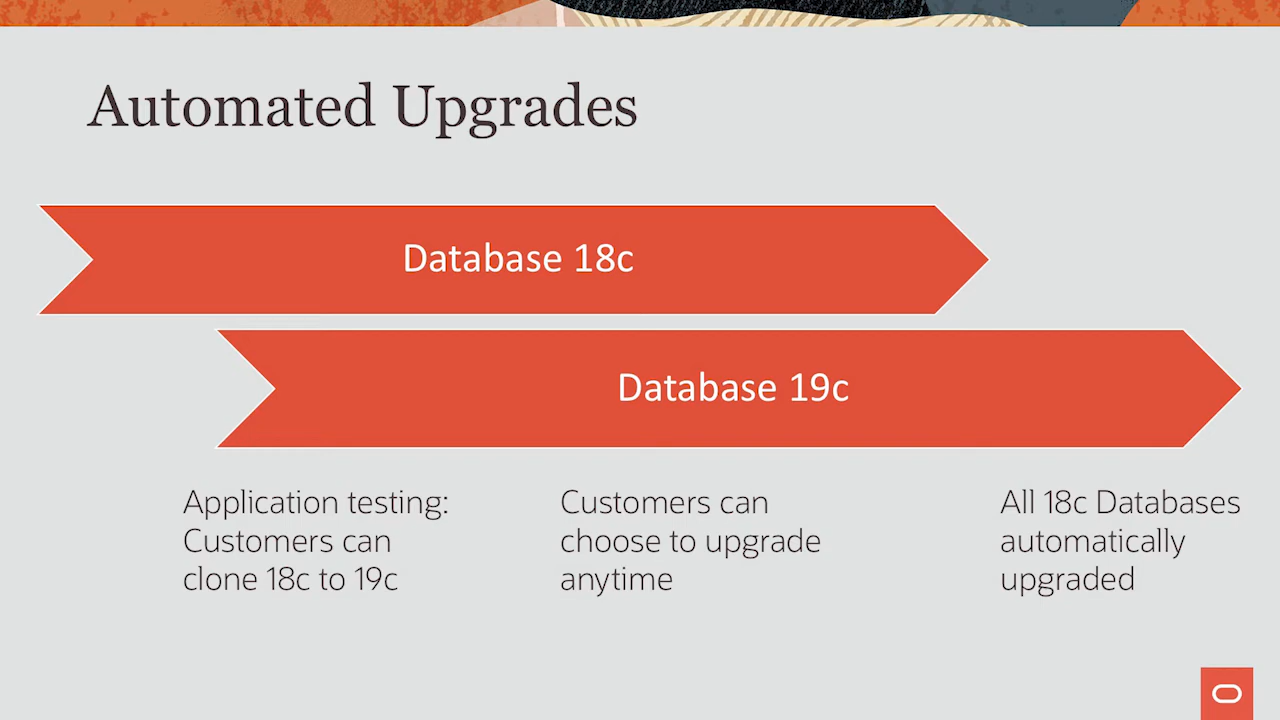 Automated Upgrades
Database 18c
Database 19c
Application testing:
Customers can
clone 18c to 19c
Customers can
choose to upgrade
anytime
All 18c Databases
automatically
upgraded